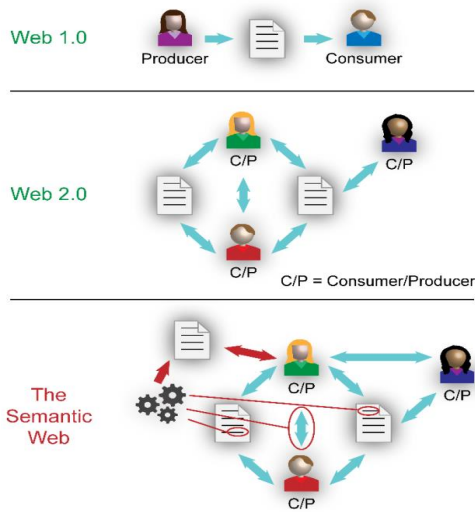 Web 1.0
Producer
Consumer
Web 2.0
C/P
C/P
C/P
C/P = Consumer/Producer
The
Semantic
Web
C/P
C/P
C/P